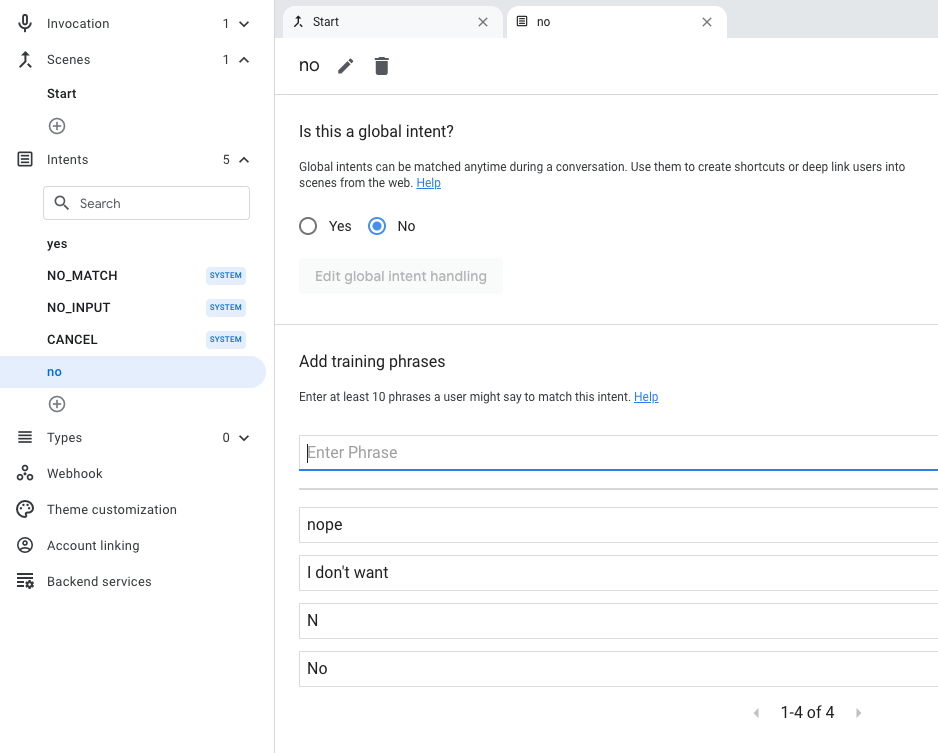 Invocation 1
Scenes 1
Start
Intents 5
Search
yes
NO_MATCH SYSTEM
NO_INPUT SYSTEM
CANCEL SYSTEM
no
Types 0
Webhook
Theme customization
Account linking
Backend services
Start no
no
Is this a global intent?
Global intents can be matched anytime during a conversation. Use them to create shortcuts or deep link users into
scenes from the web. Help
Yes No
Edit global intent handling
Add training phrases
Enter at least 10 phrases a user might say to match this intent. Help
Enter Phrase
nope
I don't want
N
No
1-4 of 4